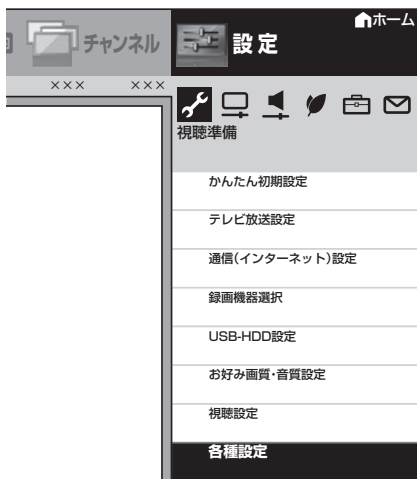 ホーム
チャンネル 設定
××× ×××
視聴準備
かんたん初期設定
テレビ放送設定
通信(インターネット)設定
録画機器選択
USB-HDD設定
お好み画質・音質設定
視聴設定
各種設定